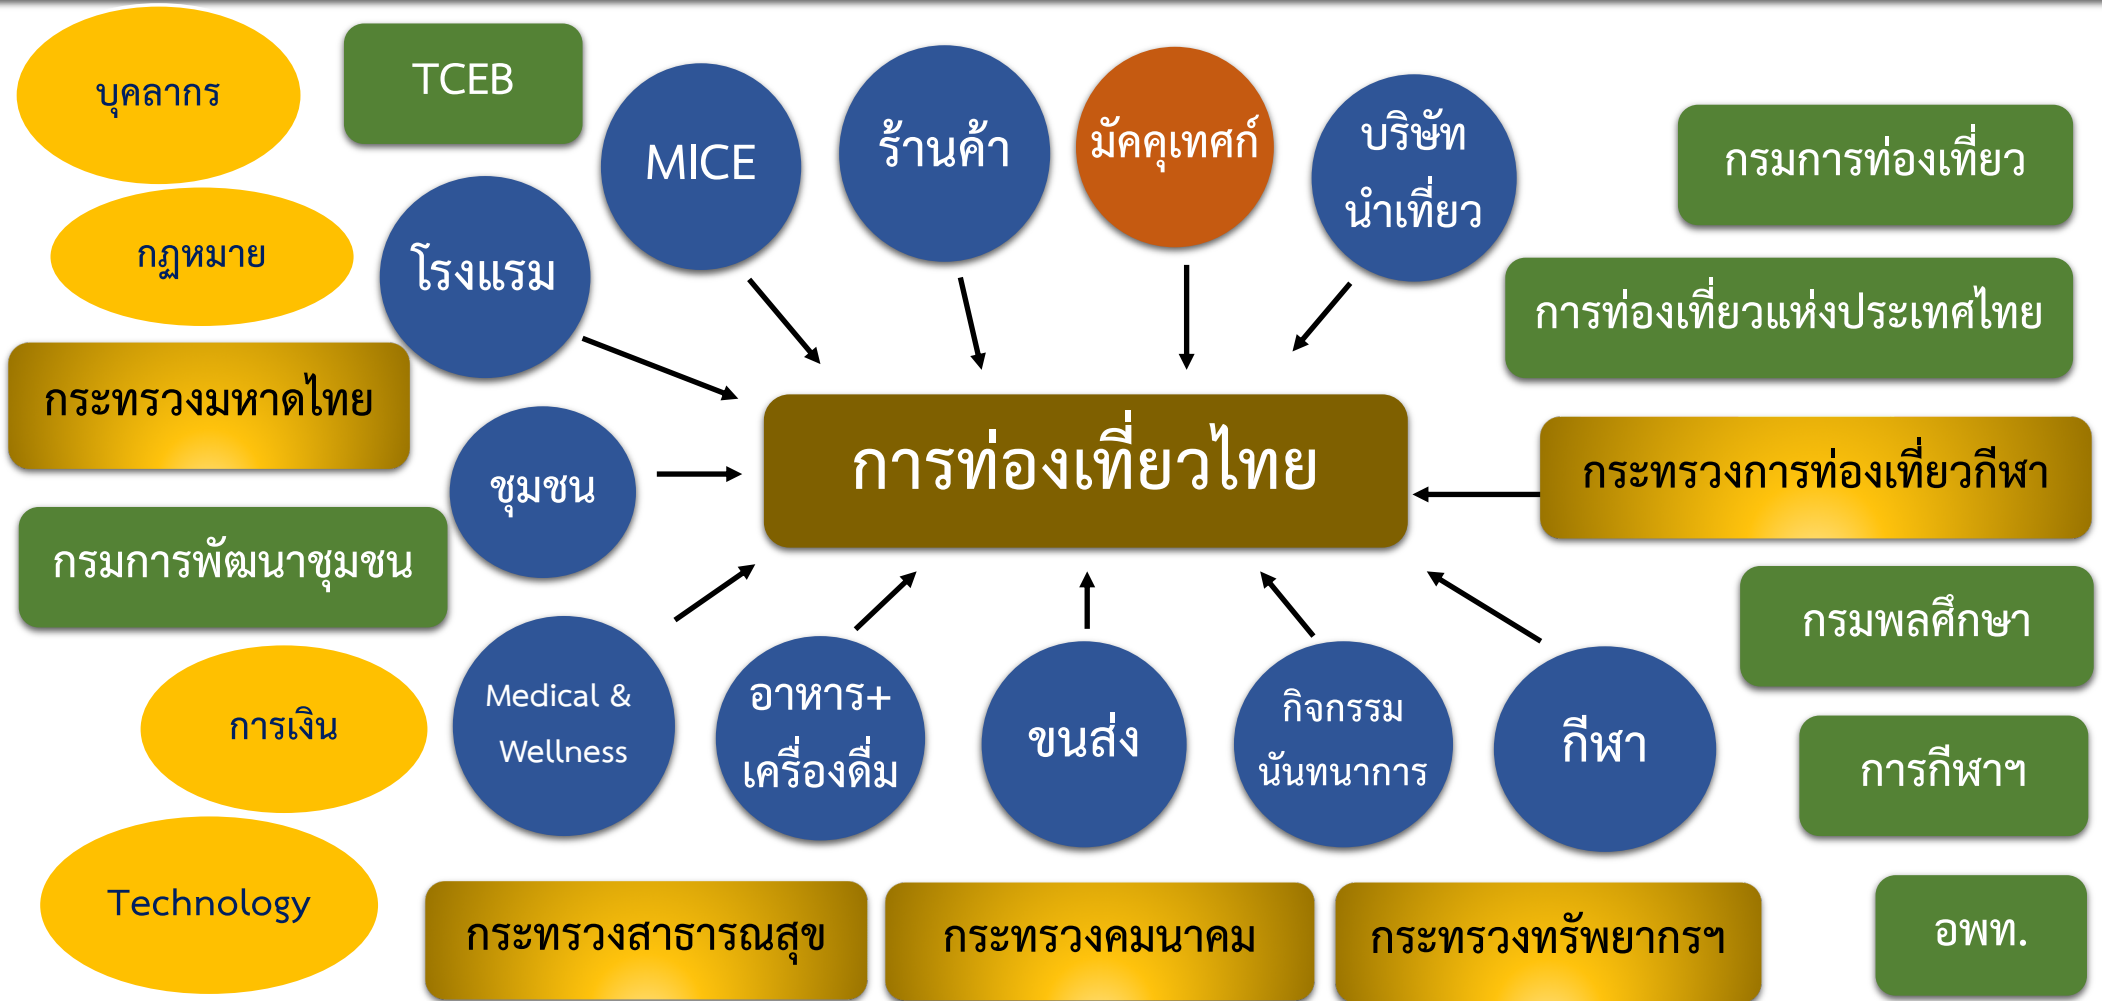 บุคลากร
TCEB
MICE
ร้านค้า
มัคคุเทศก์
บริษัท
นำเที่ยว
กรมการท่องเที่ยว
กฏหมาย
โรงแรม
การท่องเที่ยวแห่งประเทศไทย
กระทรวงมหาดไทย
การท่องเที่ยวไทย
กระทรวงการท่องเที่ยวกีฬา
ชุมชน
กรมการพัฒนาชุมชน
กรมพลศึกษา
การเงิน
Medical &
Wellness
อาหาร+
เครื่องดื่ม
ขนส่ง
กิจกรรม
นันทนาการ
กีฬา
การกีฬาฯ
Technology
กระทรวงสาธารณสุข
กระทรวงคมนาคม
กระทรวงทรัพยากรฯ
อพท.